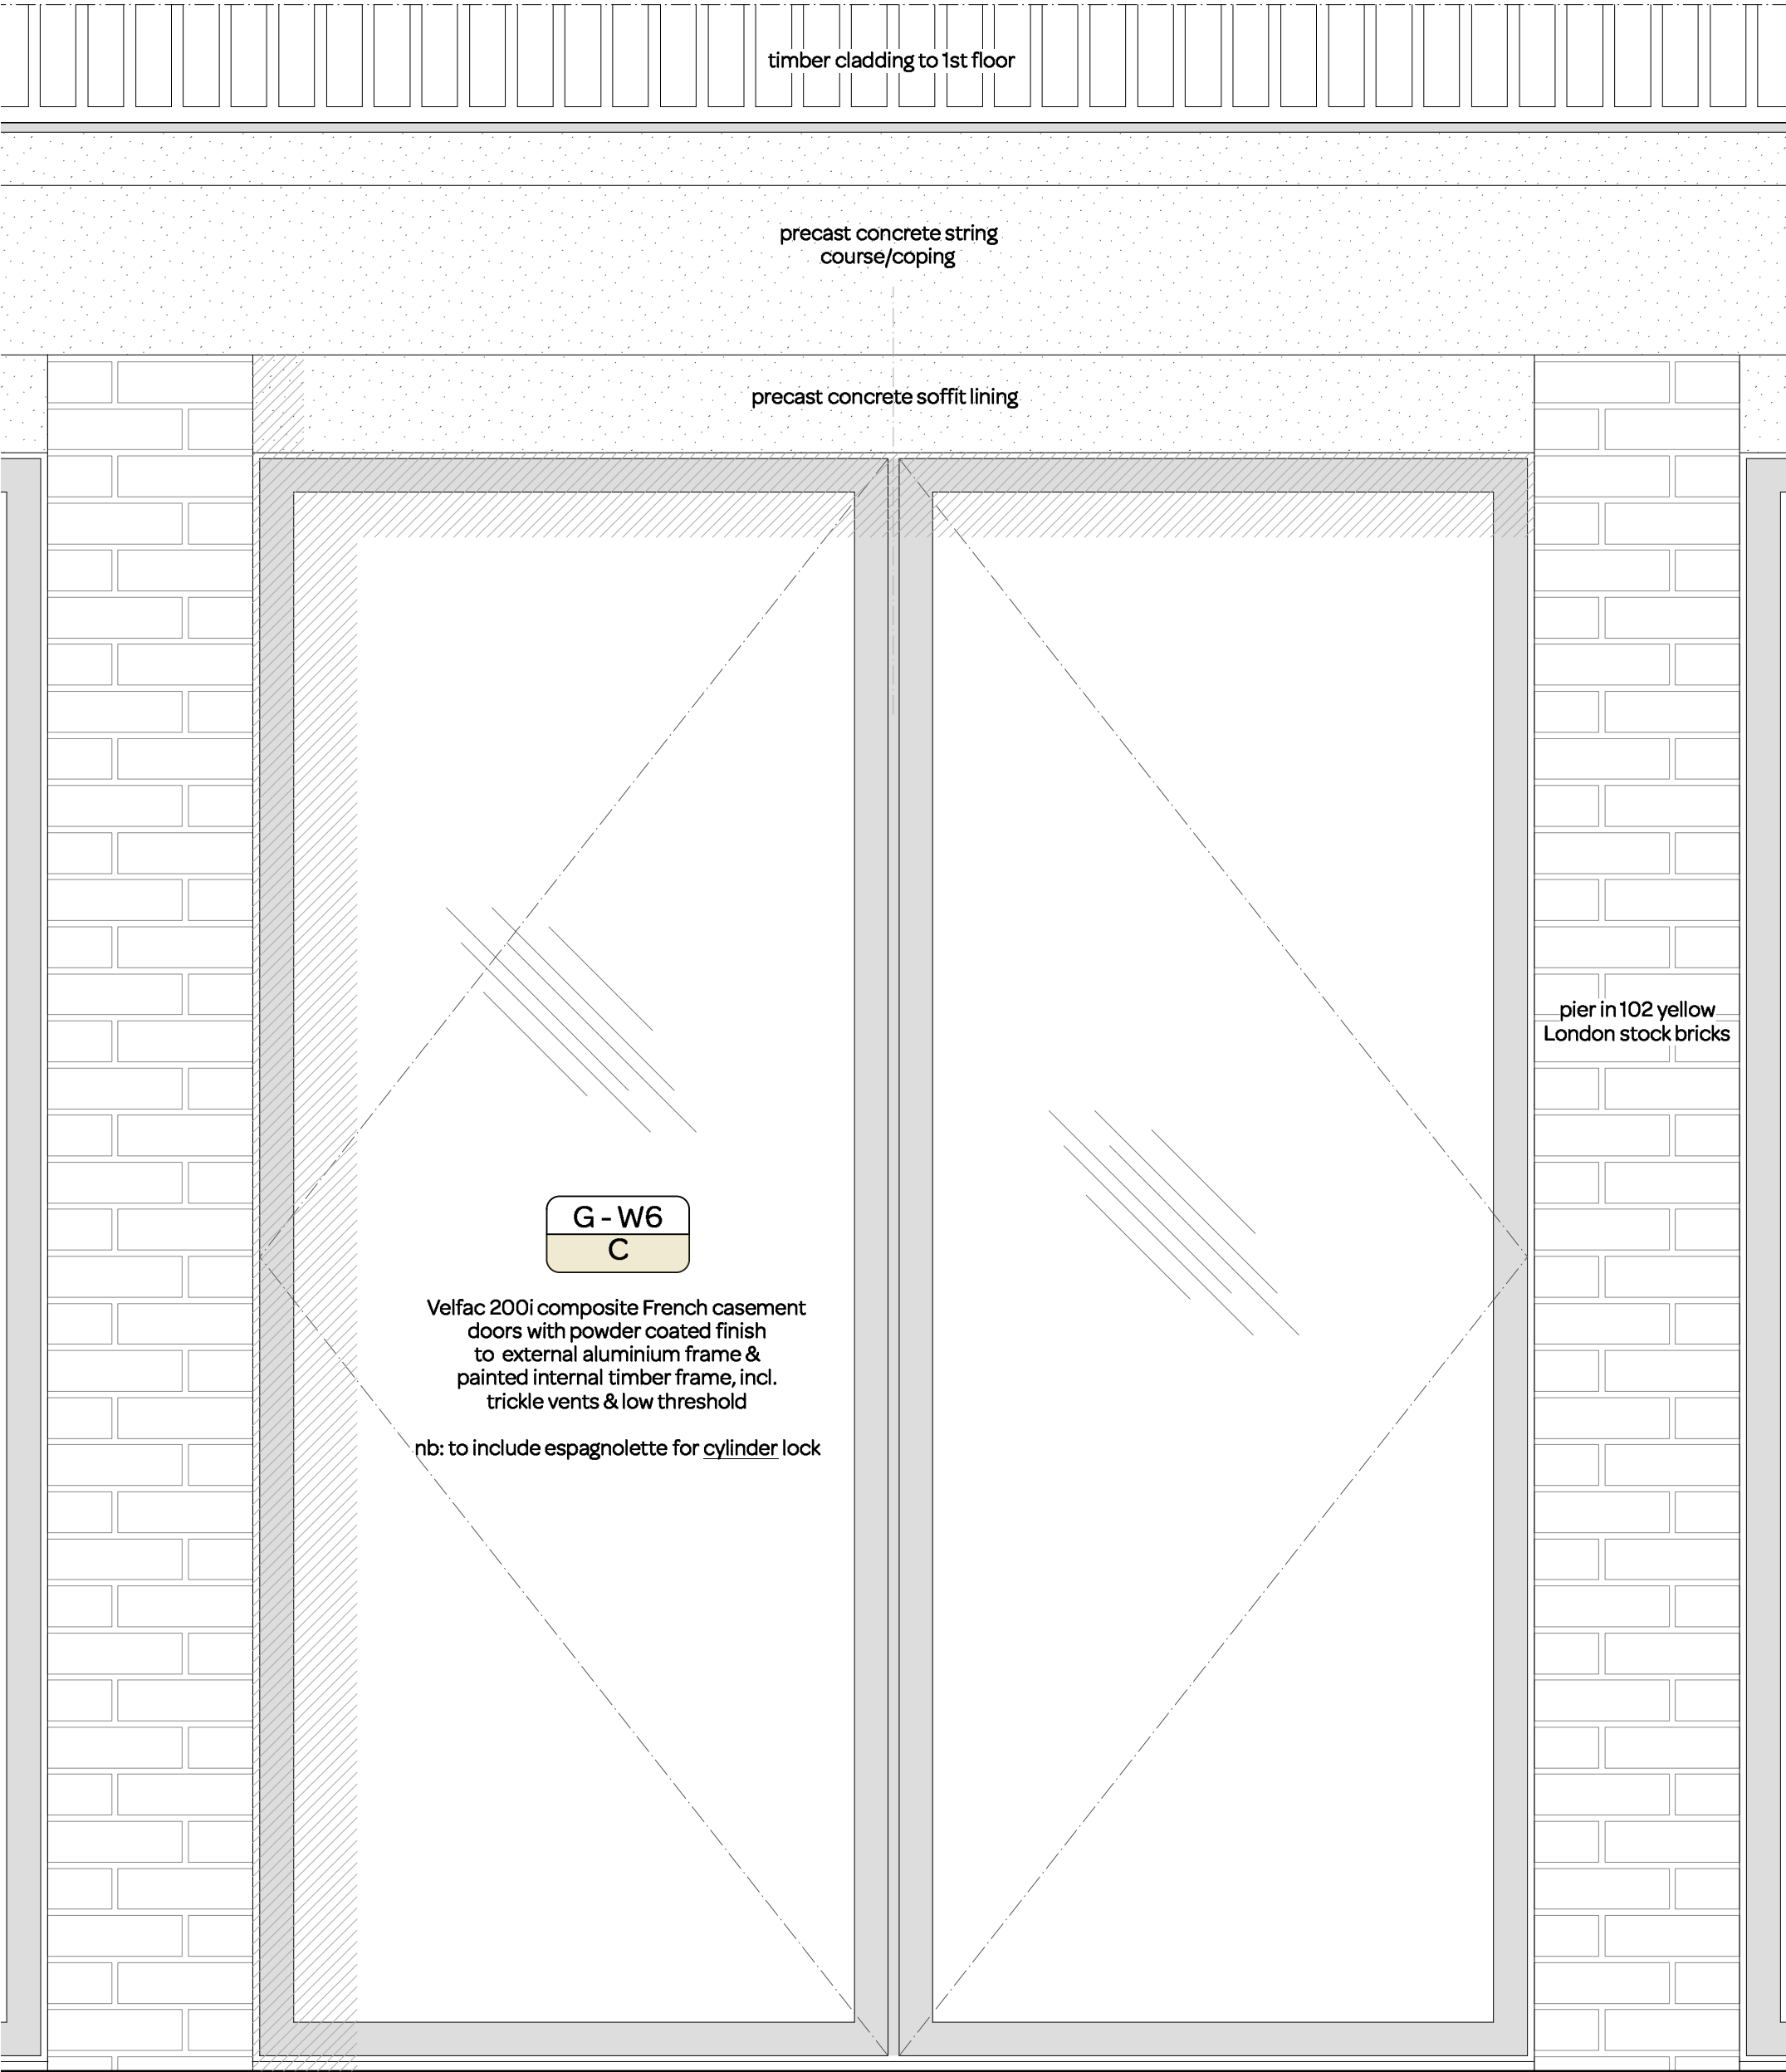 timber cladding to 1st floor
precast concrete string
course/coping
precast concrete soffit lining
pier in 102 yellow
London stock bricks
G - W6
C
Velfac 200i composite French casement
doors with powder coated finish
to external aluminium frame &
painted internal timber frame, incl.
trickle vents & low threshold
nb: to include espagnolette for cylinder lock